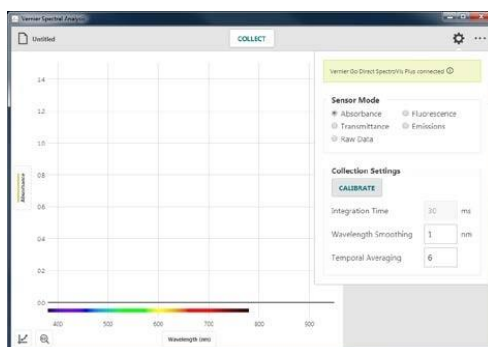 Vernier Spectral Analysis
Untitled
COLLECT
Vernier Go Direct SpectroVis Plus connected
Sensor Mode
Absorbance
Fluorescence
Transmittance
Emissions
Raw Data
Collection Settings
CALIBRATE
Integration Time 30 ms
Wavelength Smoothing 1 nm
Temporal Averaging 6
1.4
1.2
1.0
0.8
Absorbance
0.6
0.4
0.2
0.0
400 500 600 700 800 900
Wavelength (nm)